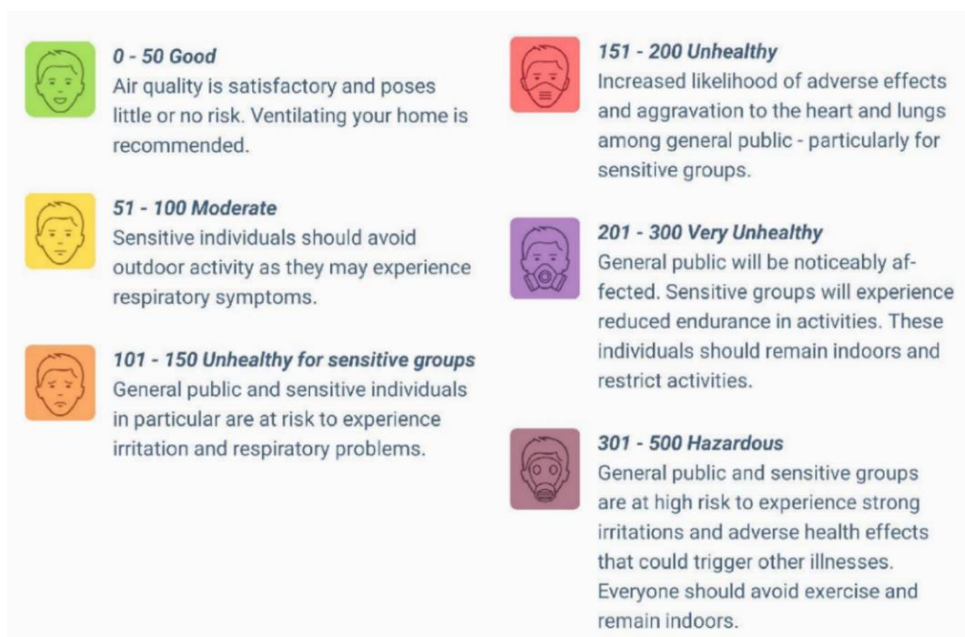 0 - 50 Good
Air quality is satisfactory and poses
little or no risk. Ventilating your home is
recommended.
51 - 100 Moderate
Sensitive individuals should avoid
outdoor activity as they may experience
respiratory symptoms.
101 - 150 Unhealthy for sensitive groups
General public and sensitive individuals
in particular are at risk to experience
irritation and respiratory problems.
151 - 200 Unhealthy
Increased likelihood of adverse effects
and aggravation to the heart and lungs
among general public - particularly for
sensitive groups.
201 - 300 Very Unhealthy
General public will be noticeably af-
fected. Sensitive groups will experience
reduced endurance in activities. These
individuals should remain indoors and
restrict activities.
301 - 500 Hazardous
General public and sensitive groups
are at high risk to experience strong
irritations and adverse health effects
that could trigger other illnesses.
Everyone should avoid exercise and
remain indoors.